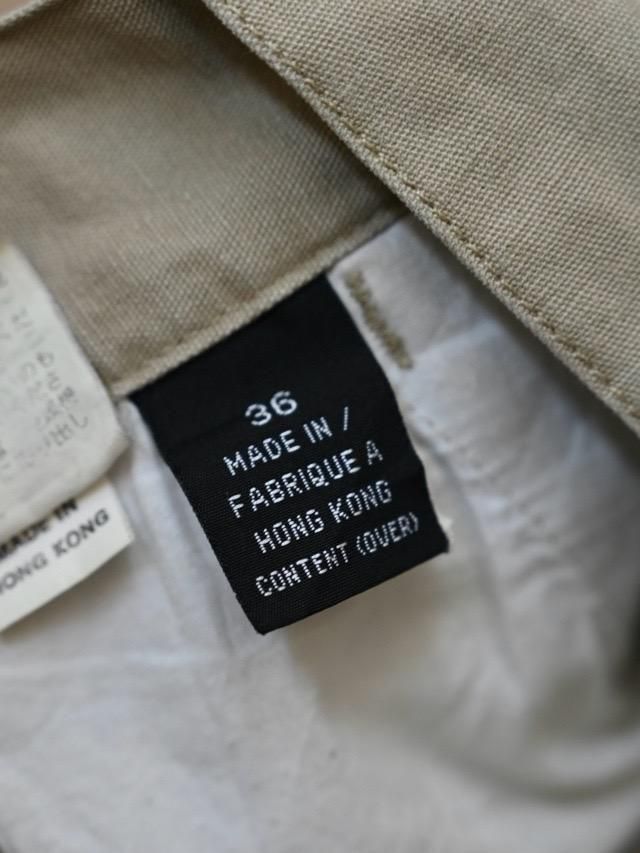 36
MADE IN /
FABRIQUE A
HONG KONG
CONTENT (OVER)
MADE IN
HONG KONG